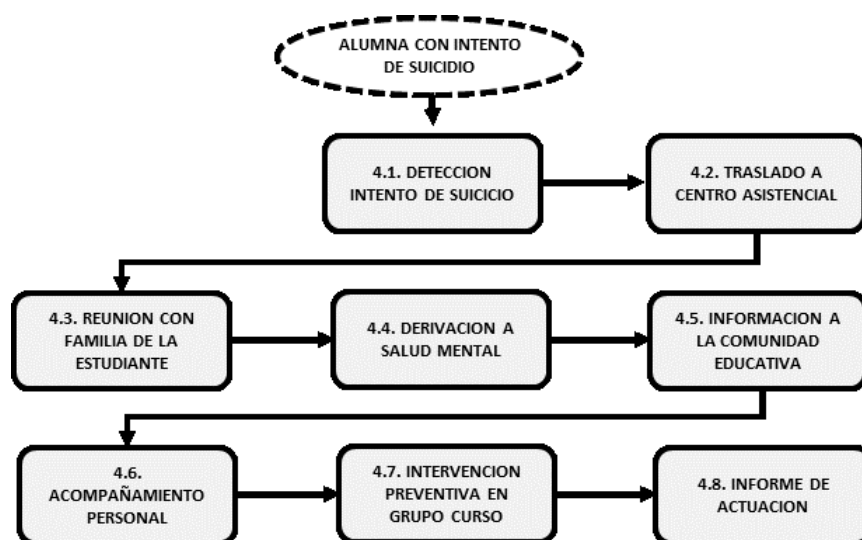 ALUMNA CON INTENTO
DE SUICIDIO
4.1. DETECCION
INTENTO DE SUICICIO
4.2. TRASLADO A
CENTRO ASISTENCIAL
4.3. REUNION CON
FAMILIA DE LA
ESTUDIANTE
4.4. DERIVACION A
SALUD MENTAL
4.5. INFORMACION A
LA COMUNIDAD
EDUCATIVA
4.6.
ACOMPAÑAMIENTO
PERSONAL
4.7. INTERVENCION
PREVENTIVA EN
GRUPO CURSO
4.8. INFORME DE
ACTUACION